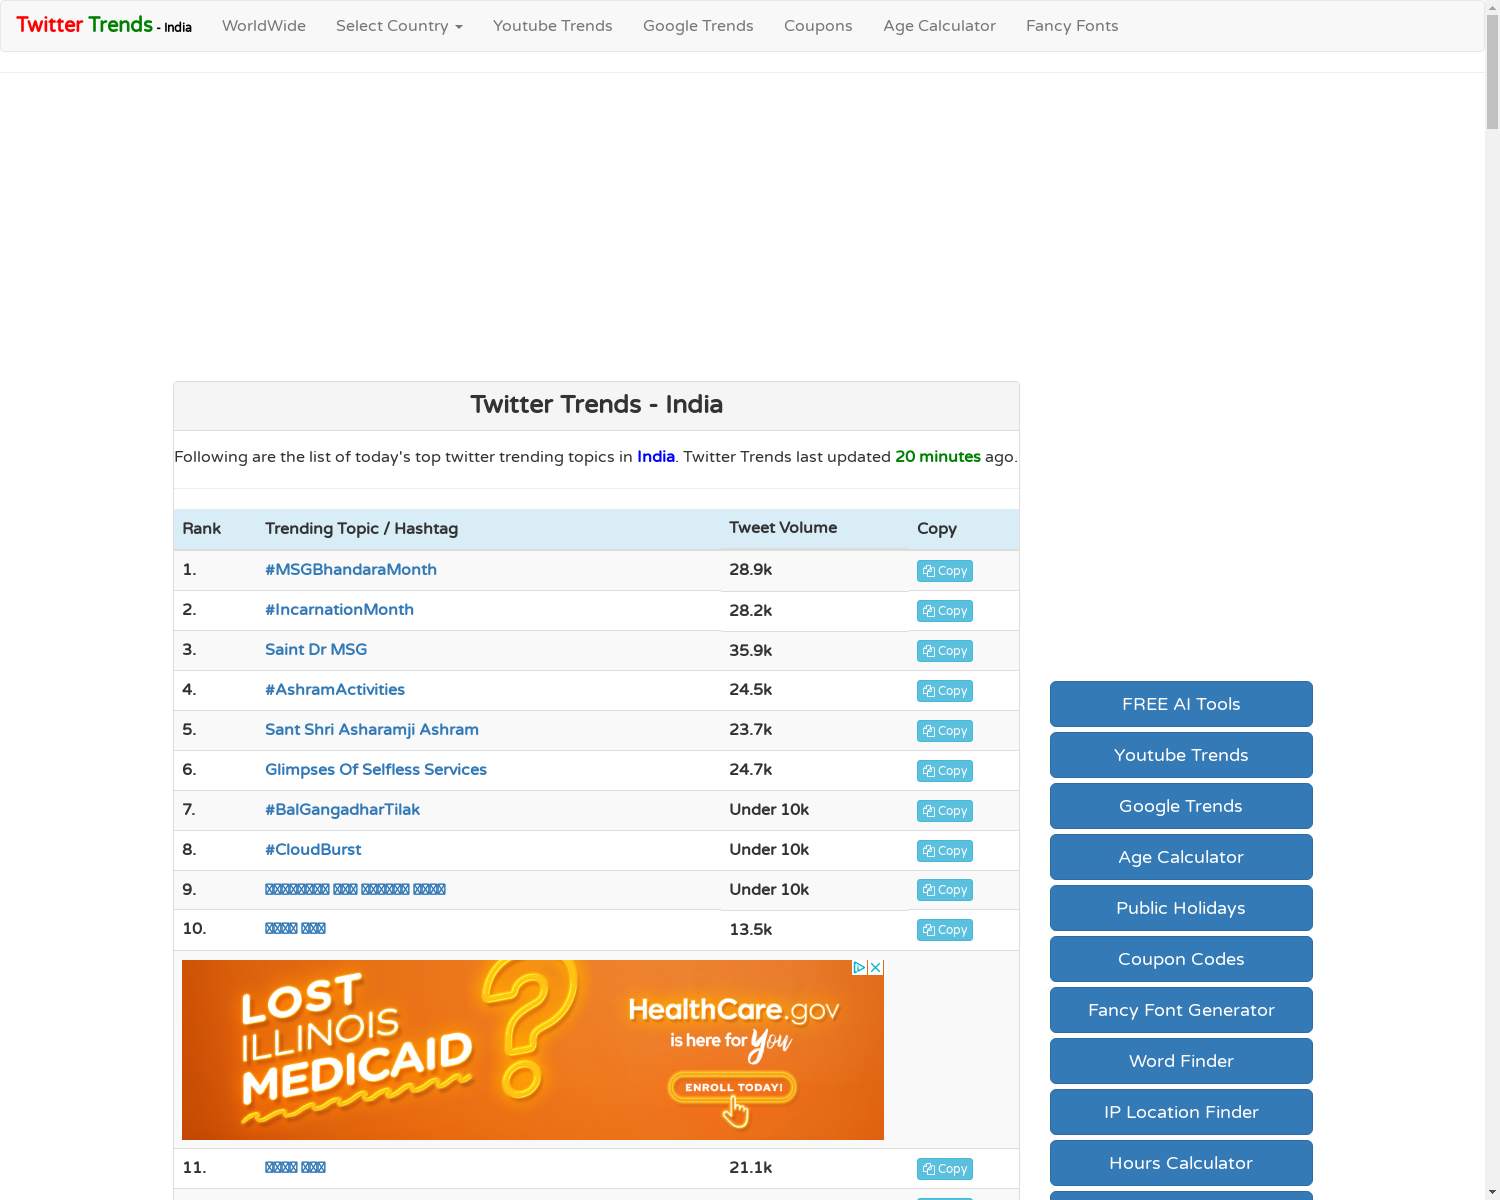 Twitter Trends - India WorldWide Select Country Youtube Trends Google Trends Coupons Age Calculator Fancy Fonts
Twitter Trends - India
Following are the list of today's top twitter trending topics in India. Twitter Trends last updated 20 minutes ago.
Rank Trending Topic / Hashtag Tweet Volume Copy
1. #MSGBhandaraMonth 28.9k Copy
2. #IncarnationMonth 28.2k Copy
3. Saint Dr MSG 35.9k Copy
4. #AshramActivities 24.5k Copy
5. Sant Shri Asharamji Ashram 23.7k Copy
6. Glimpses Of Selfless Services 24.7k Copy
7. #BalGangadharTilak Under 10k Copy
8. #CloudBurst Under 10k Copy
9. Under 10k Copy
10. 13.5k Copy
LOST
ILLINOIS
MEDICAID
?
HealthCare.gov
is here for You
ENROLL TODAY!
11. 21.1k Copy
FREE AI Tools
Youtube Trends
Google Trends
Age Calculator
Public Holidays
Coupon Codes
Fancy Font Generator
Word Finder
IP Location Finder
Hours Calculator